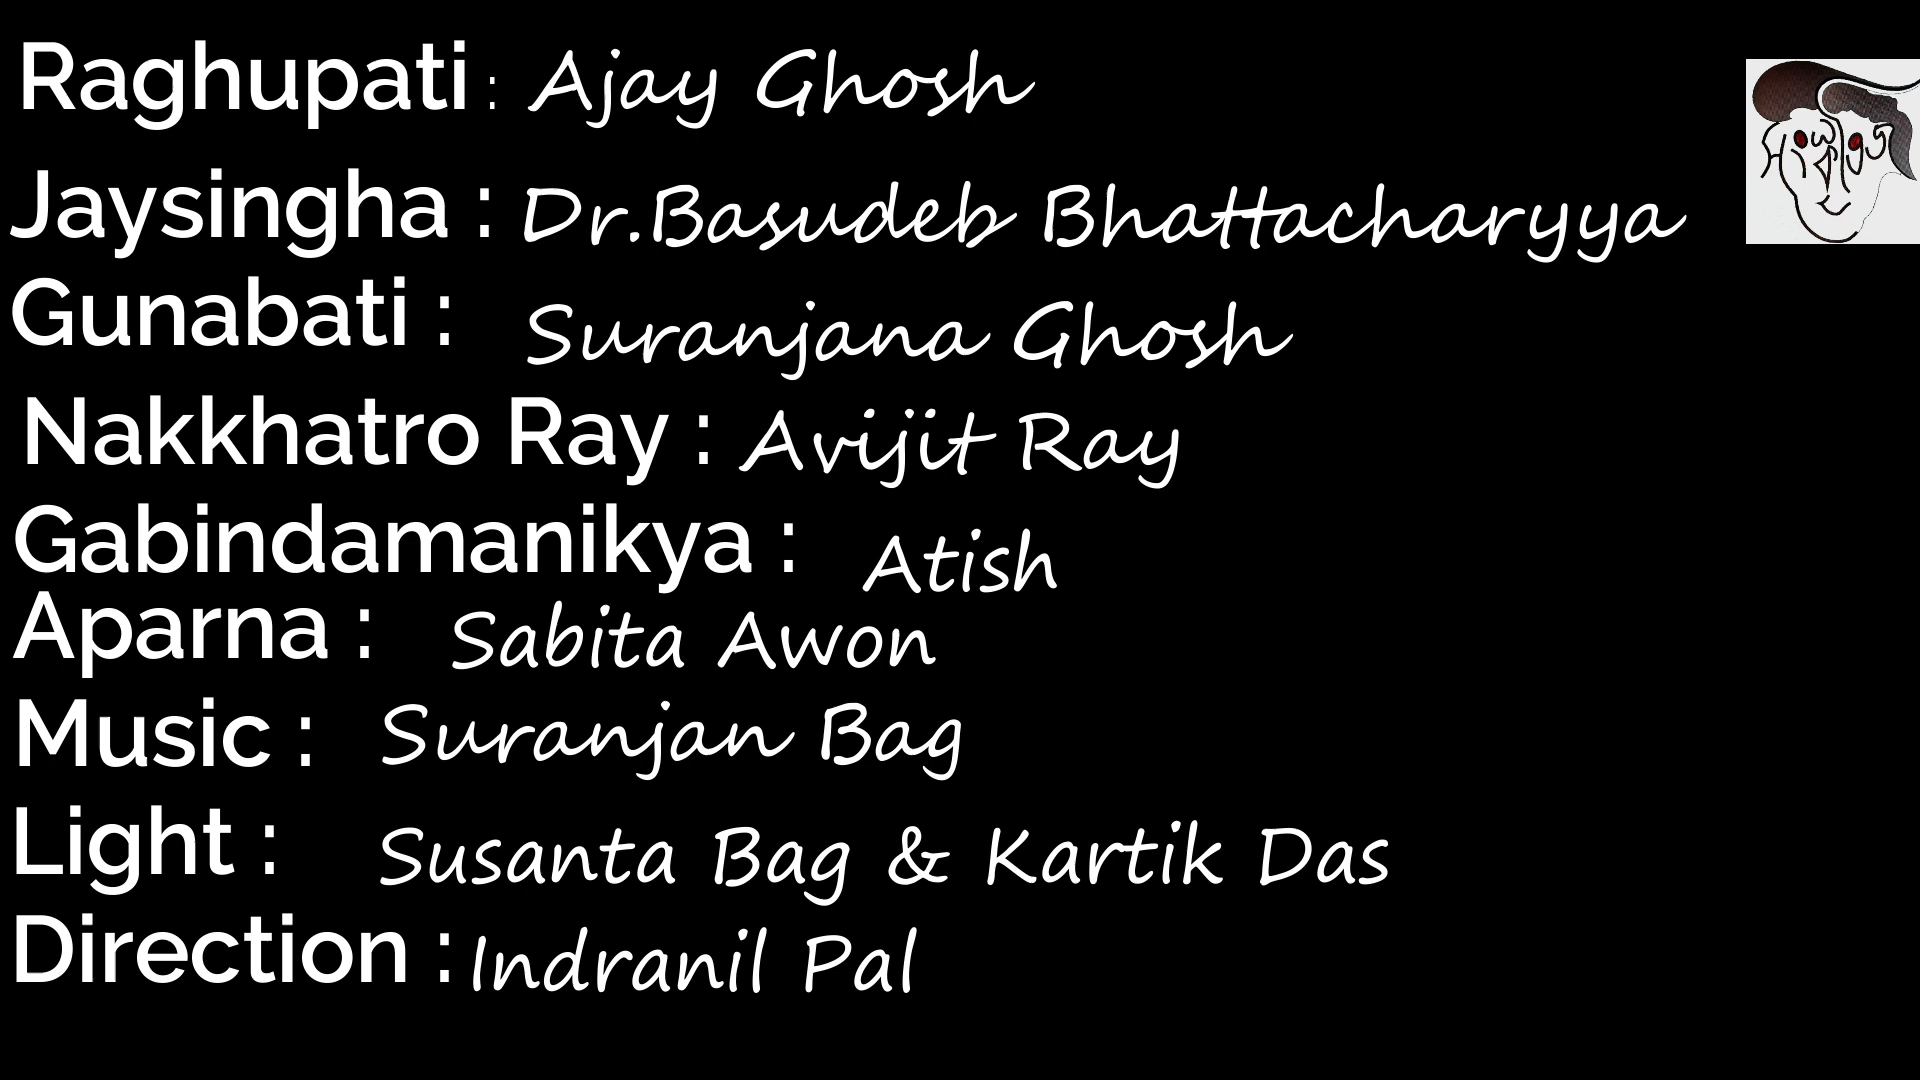 Raghupati : Ajay Ghosh
Jaysingha : Dr.Basudeb Bhattacharyya
Gunabati : Suranjana Ghosh
Nakkhatro Ray : Avijit Ray
Gabindamanikya : Atish
Aparna : Sabita Awon
Music : Suranjan Bag
Light : Susanta Bag & Kartik Das
Direction : Indranil Pal